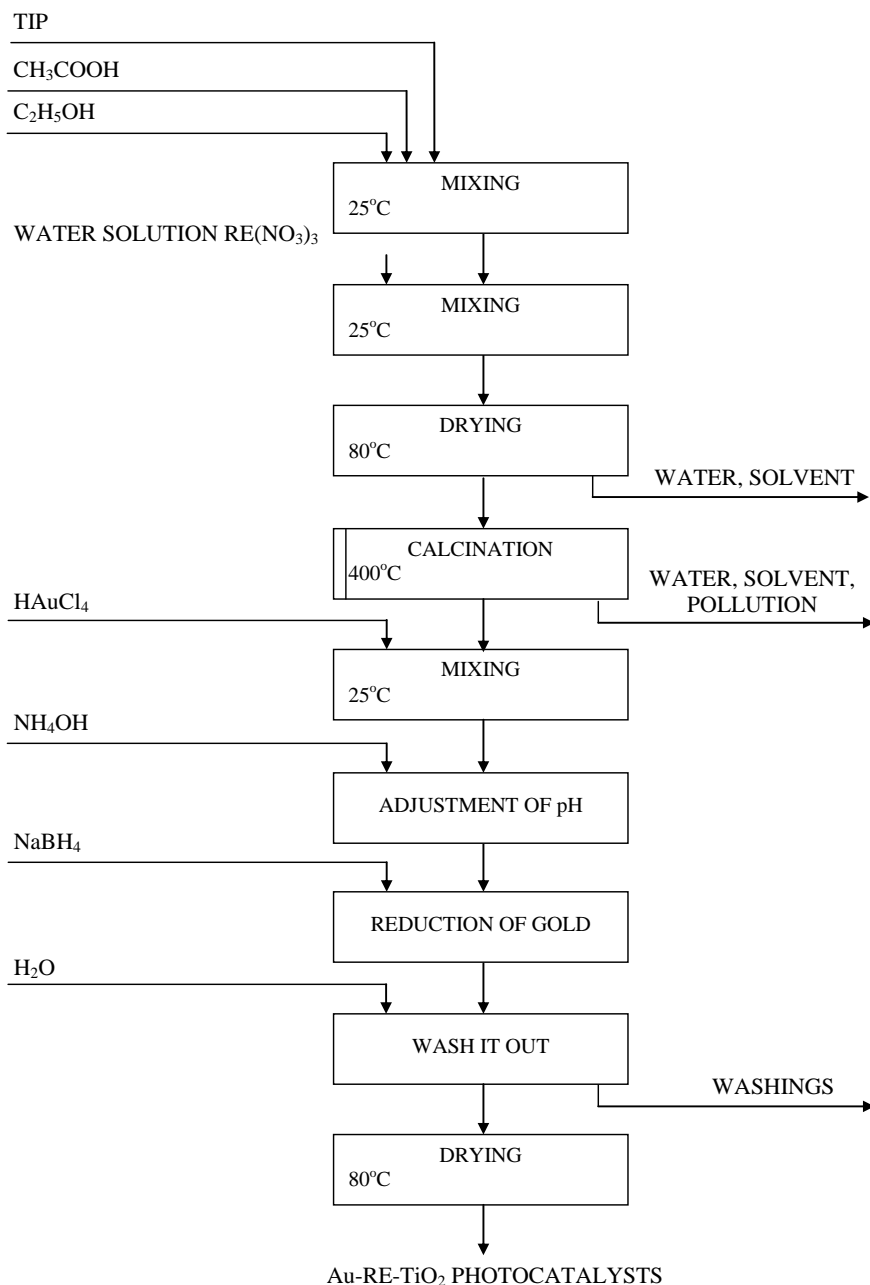 TIP
CH₃COOH
C₂H₅OH
MIXING
25°C
WATER SOLUTION RE(NO₃)₃
MIXING
25°C
DRYING
80°C
WATER, SOLVENT
CALCINATION
400°C
WATER, SOLVENT,
POLLUTION
HAuCl₄
MIXING
25°C
NH₄OH
ADJUSTMENT OF pH
NaBH₄
REDUCTION OF GOLD
H₂O
WASH IT OUT
WASHINGS
DRYING
80°C
Au-RE-TiO₂ PHOTOCATALYSTS